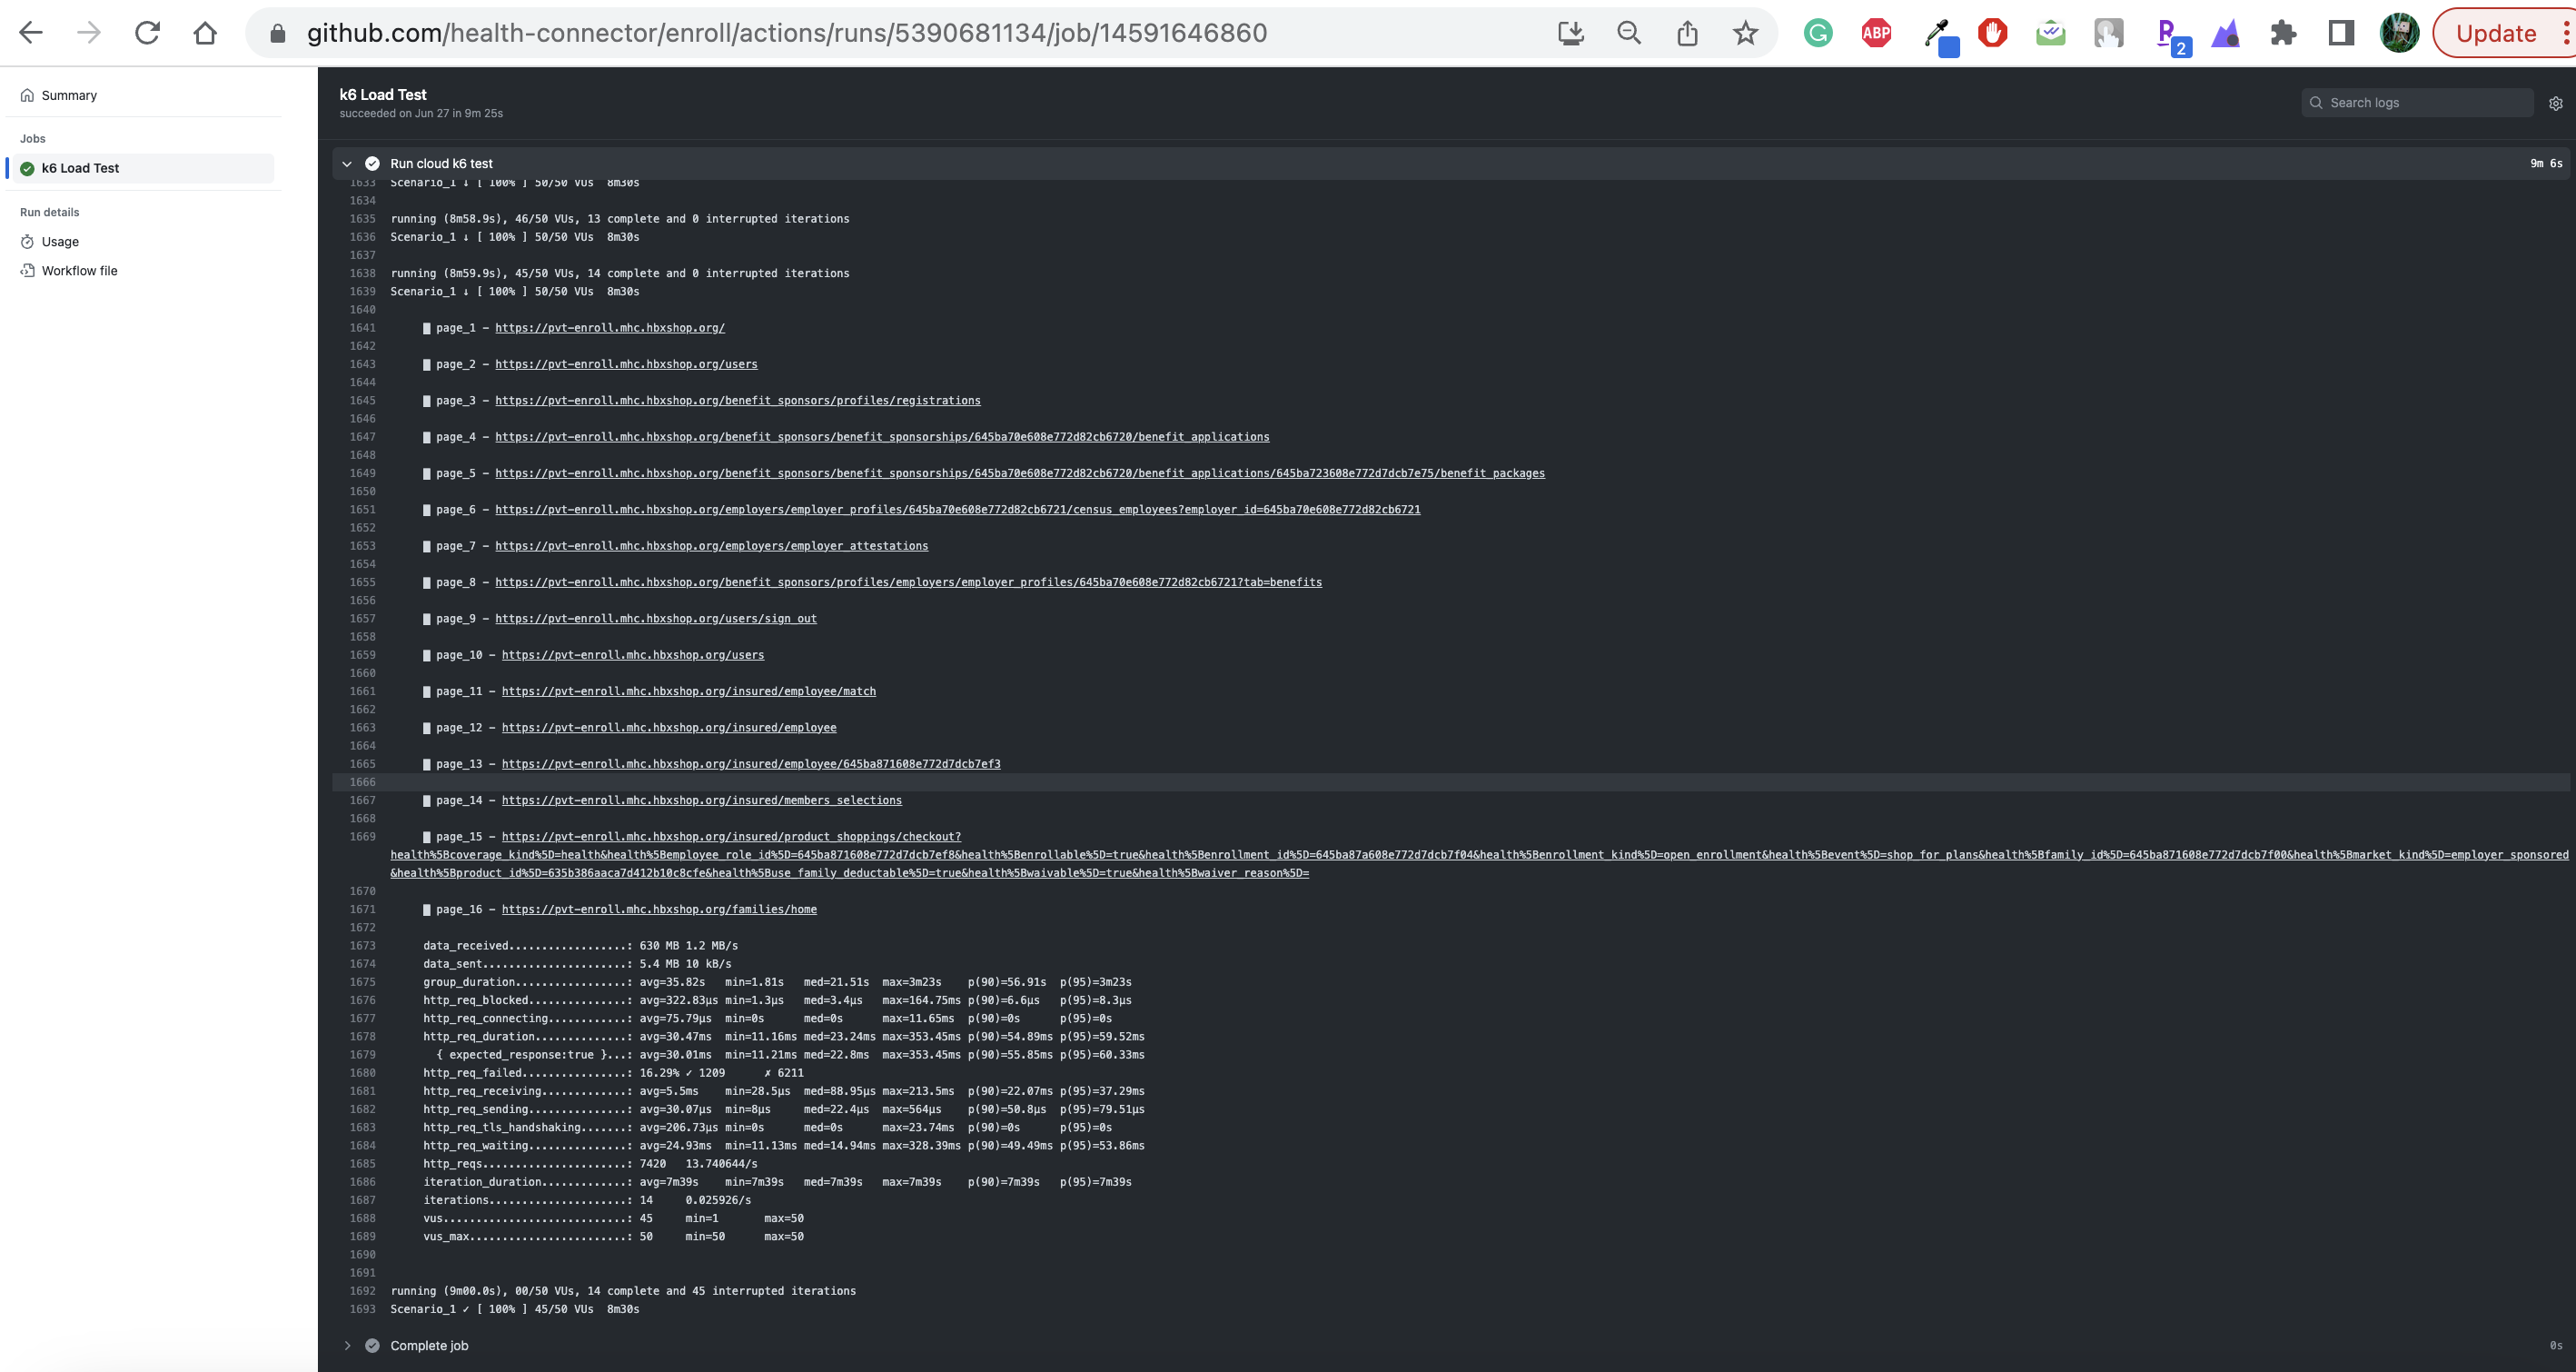 github.com/health-connector/enroll/actions/runs/5390681134/job/14591646860
ABP
2
Update
Summary
Jobs
k6 Load Test
Run details
Usage
Workflow file
k6 Load Test
succeeded on Jun 27 in 9m 25s
Search logs
Run cloud k6 test
9m 6s
1633 Scenario_1 ↓ [ 100% ] 50/50 VUs 8m30s
1634
1635 running (8m58.9s), 46/50 VUs, 13 complete and 0 interrupted iterations
1636 Scenario_1 ↓ [ 100% ] 50/50 VUs 8m30s
1637
1638 running (8m59.9s), 45/50 VUs, 14 complete and 0 interrupted iterations
1639 Scenario_1 ↓ [ 100% ] 50/50 VUs 8m30s
1640
1641 █ page_1 - https://pvt-enroll.mhc.hbxshop.org/
1642
1643 █ page_2 - https://pvt-enroll.mhc.hbxshop.org/users
1644
1645 █ page_3 - https://pvt-enroll.mhc.hbxshop.org/benefit_sponsors/profiles/registrations
1646
1647 █ page_4 - https://pvt-enroll.mhc.hbxshop.org/benefit_sponsors/benefit_sponsorships/645ba70e608e772d82cb6720/benefit_applications
1648
1649 █ page_5 - https://pvt-enroll.mhc.hbxshop.org/benefit_sponsors/benefit_sponsorships/645ba70e608e772d82cb6720/benefit_applications/645ba723608e772d7dcb7e75/benefit_packages
1650
1651 █ page_6 - https://pvt-enroll.mhc.hbxshop.org/employers/employer_profiles/645ba70e608e772d82cb6721/census_employees?employer_id=645ba70e608e772d82cb6721
1652
1653 █ page_7 - https://pvt-enroll.mhc.hbxshop.org/employers/employer_attestations
1654
1655 █ page_8 - https://pvt-enroll.mhc.hbxshop.org/benefit_sponsors/profiles/employers/employer_profiles/645ba70e608e772d82cb6721?tab=benefits
1656
1657 █ page_9 - https://pvt-enroll.mhc.hbxshop.org/users/sign_out
1658
1659 █ page_10 - https://pvt-enroll.mhc.hbxshop.org/users
1660
1661 █ page_11 - https://pvt-enroll.mhc.hbxshop.org/insured/employee/match
1662
1663 █ page_12 - https://pvt-enroll.mhc.hbxshop.org/insured/employee
1664
1665 █ page_13 - https://pvt-enroll.mhc.hbxshop.org/insured/employee/645ba871608e772d7dcb7ef3
1666
1667 █ page_14 - https://pvt-enroll.mhc.hbxshop.org/insured/members_selections
1668
1669 █ page_15 - https://pvt-enroll.mhc.hbxshop.org/insured/product_shoppings/checkout?
health%5Bcoverage_kind%5D=health&health%5Bemployee_role_id%5D=645ba871608e772d7dcb7ef8&health%5Benrollable%5D=true&health%5Benrollment_id%5D=645ba87a608e772d7dcb7f04&health%5Benrollment_kind%5D=open_enrollment&health%5Bevent%5D=shop_for_plans&health%5Bfamily_id%5D=645ba871608e772d7dcb7f00&health%5Bmarket_kind%5D=employer_sponsored
&health%5Bproduct_id%5D=635b386aaca7d412b10c8cfe&health%5Buse_family_deductable%5D=true&health%5Bwaivable%5D=true&health%5Bwaiver_reason%5D=
1670
1671 █ page_16 - https://pvt-enroll.mhc.hbxshop.org/families/home
1672
1673 data_received..................: 630 MB 1.2 MB/s
1674 data_sent......................: 5.4 MB 10 kB/s
1675 group_duration.................: avg=35.82s min=1.81s med=21.51s max=3m23s p(90)=56.91s p(95)=3m23s
1676 http_req_blocked...............: avg=322.83µs min=1.3µs med=3.4µs max=164.75ms p(90)=6.6µs p(95)=8.3µs
1677 http_req_connecting............: avg=75.79µs min=0s med=0s max=11.65ms p(90)=0s p(95)=0s
1678 http_req_duration..............: avg=30.47ms min=11.16ms med=23.24ms max=353.45ms p(90)=54.89ms p(95)=59.52ms
1679 { expected_response:true }...: avg=30.01ms min=11.21ms med=22.8ms max=353.45ms p(90)=55.85ms p(95)=60.33ms
1680 http_req_failed................: 16.29% ✓ 1209 ✗ 6211
1681 http_req_receiving.............: avg=5.5ms min=28.5µs med=88.95µs max=213.5ms p(90)=22.07ms p(95)=37.29ms
1682 http_req_sending...............: avg=30.07µs min=8µs med=22.4µs max=564µs p(90)=50.8µs p(95)=79.51µs
1683 http_req_tls_handshaking.......: avg=206.73µs min=0s med=0s max=23.74ms p(90)=0s p(95)=0s
1684 http_req_waiting...............: avg=24.93ms min=11.13ms med=14.94ms max=328.39ms p(90)=49.49ms p(95)=53.86ms
1685 http_reqs......................: 7420 13.740644/s
1686 iteration_duration.............: avg=7m39s min=7m39s med=7m39s max=7m39s p(90)=7m39s p(95)=7m39s
1687 iterations.....................: 14 0.025926/s
1688 vus............................: 45 min=1 max=50
1689 vus_max........................: 50 min=50 max=50
1690
1691
1692 running (9m00.0s), 00/50 VUs, 14 complete and 45 interrupted iterations
1693 Scenario_1 ✓ [ 100% ] 45/50 VUs 8m30s
Complete job
0s